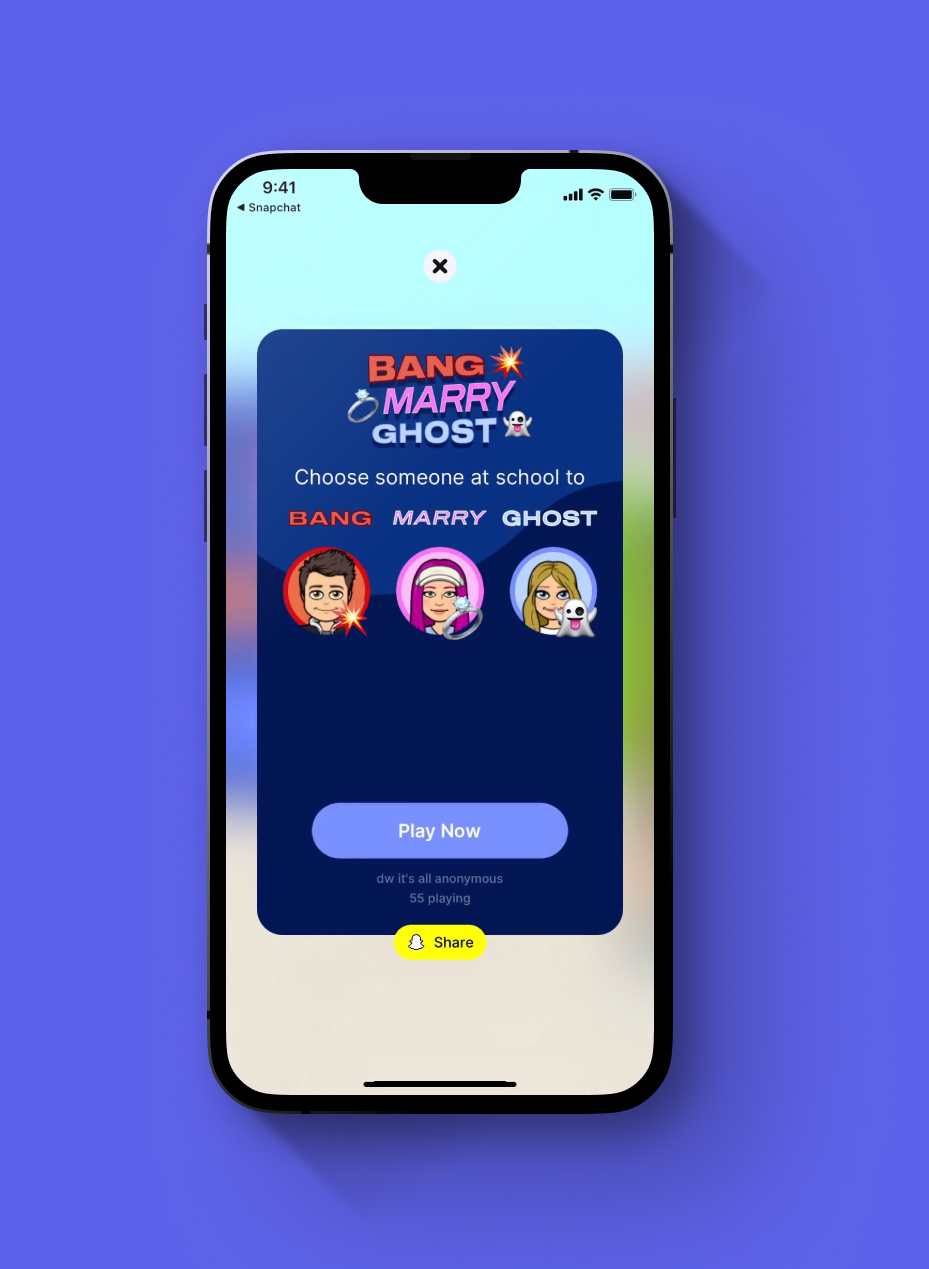 9:41
◀ Snapchat
BANG
MARRY
GHOST
Choose someone at school to
BANG MARRY GHOST
Play Now
dw it's all anonymous
55 playing
Share